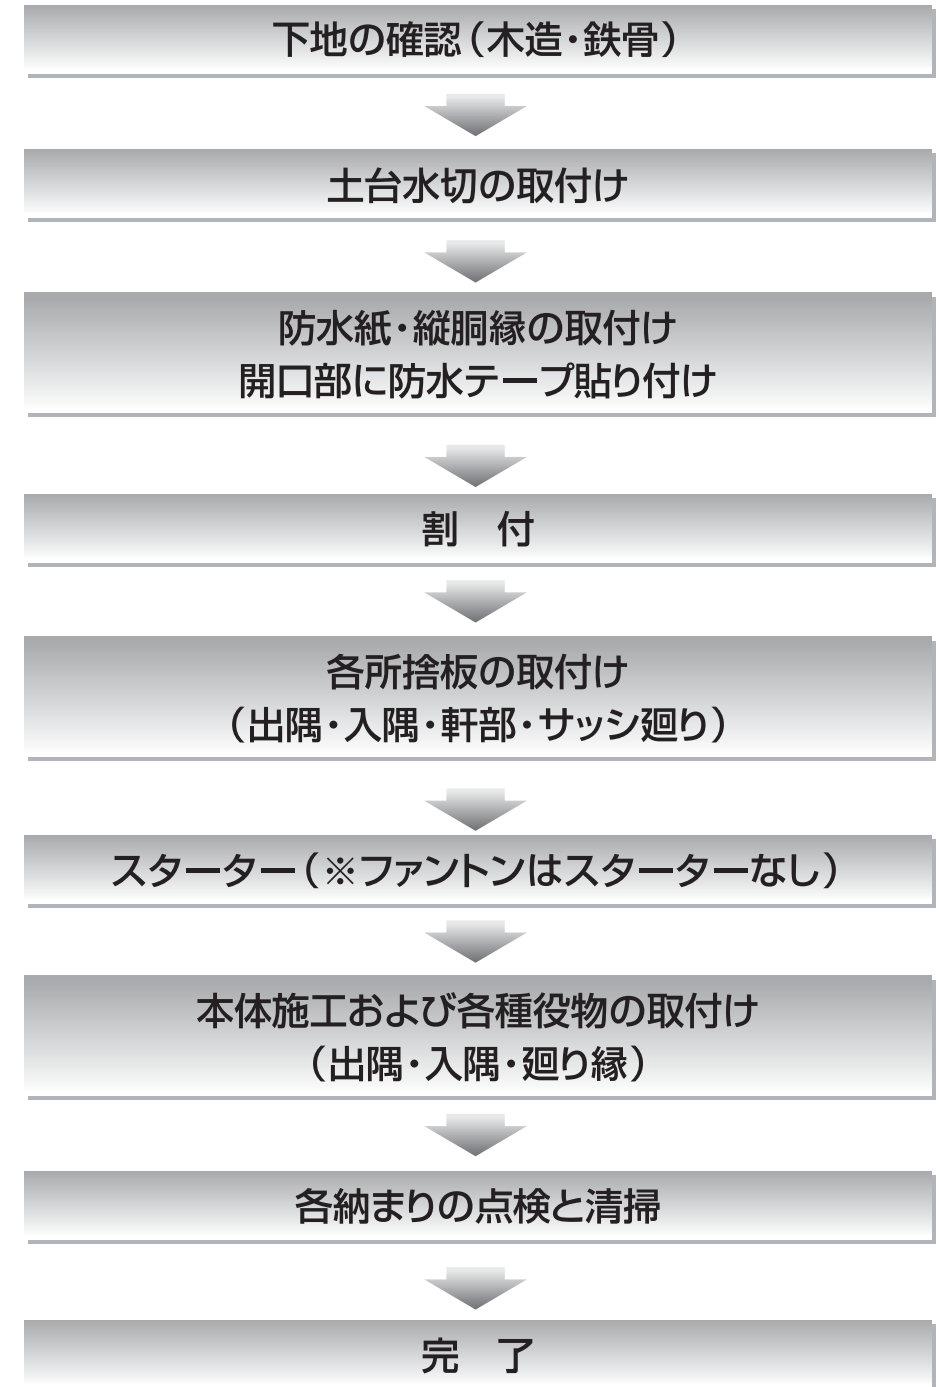 下地の確認(木造・鉄骨)
土台水切の取付け
防水紙・縦胴縁の取付け
開口部に防水テープ貼り付け
割　付
各所捨板の取付け
(出隅・入隅・軒部・サッシ廻り)
スターター(※ファントンはスターターなし)
本体施工および各種役物の取付け
(出隅・入隅・廻り縁)
各納まりの点検と清掃
完　了